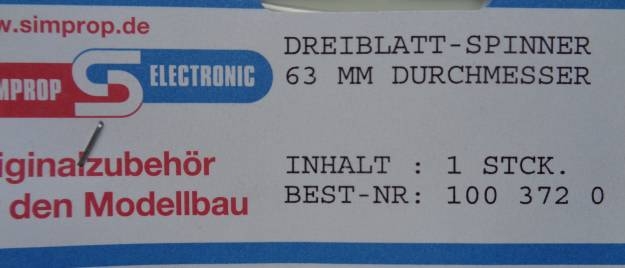 w.simprop.de
MPROP ELECTRONIC
DREIBLATT-SPINNER
63 MM DURCHMESSER
iginalzubehör
den Modellbau
INHALT : 1 STCK.
BEST-NR: 100 372 0